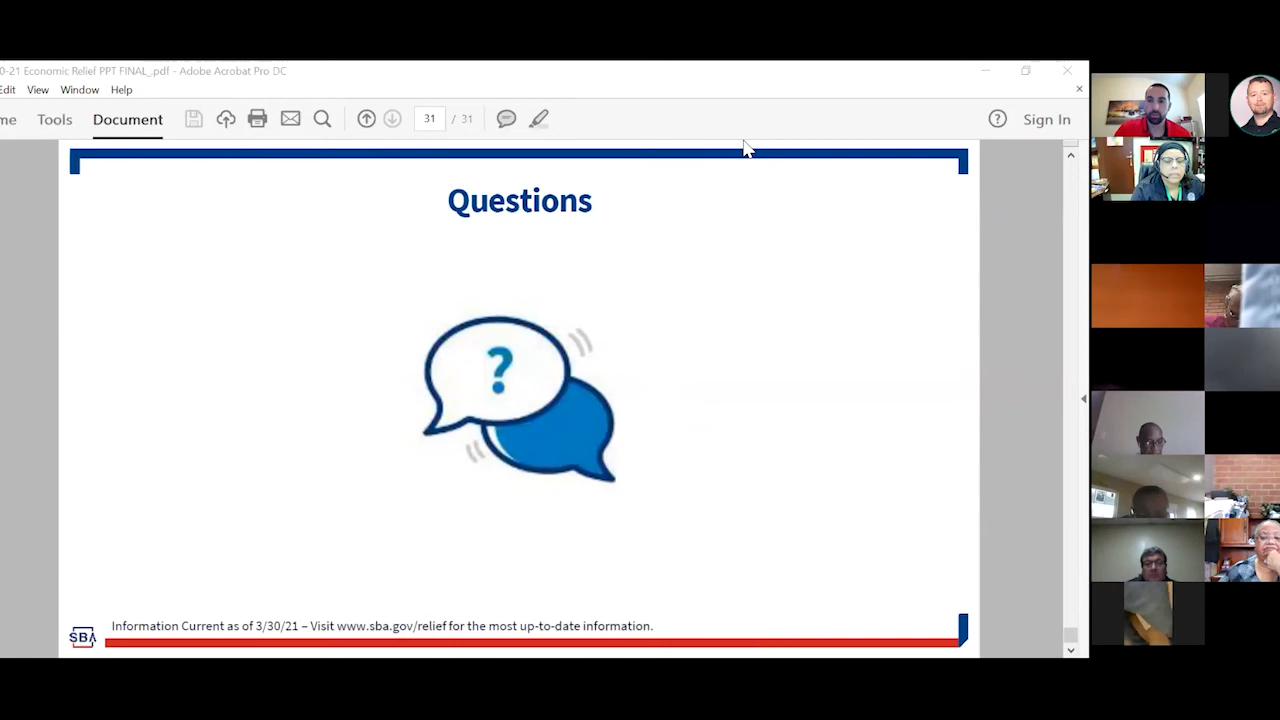 0-21 Economic Relief PPT FINAL_.pdf - Adobe Acrobat Pro DC
Edit View Window Help
me Tools Document 31 / 31 Sign In
Questions
?
SBA Information Current as of 3/30/21 – Visit www.sba.gov/relief for the most up-to-date information.